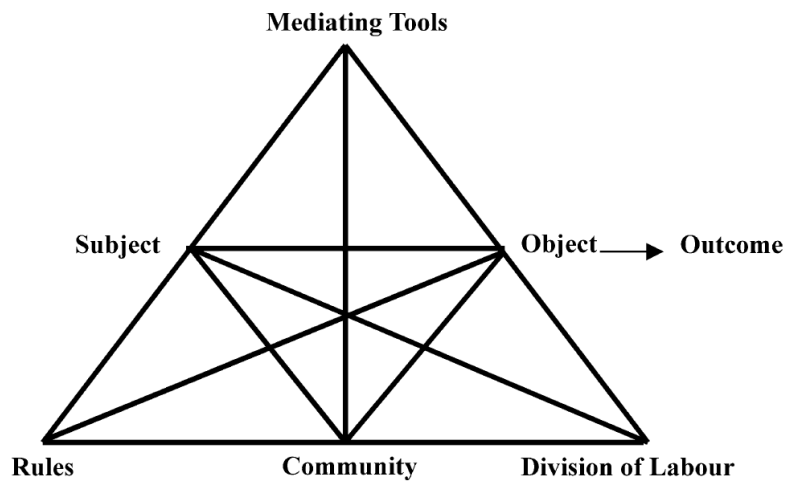 Mediating Tools
Subject
Object
Outcome
Rules
Community
Division of Labour